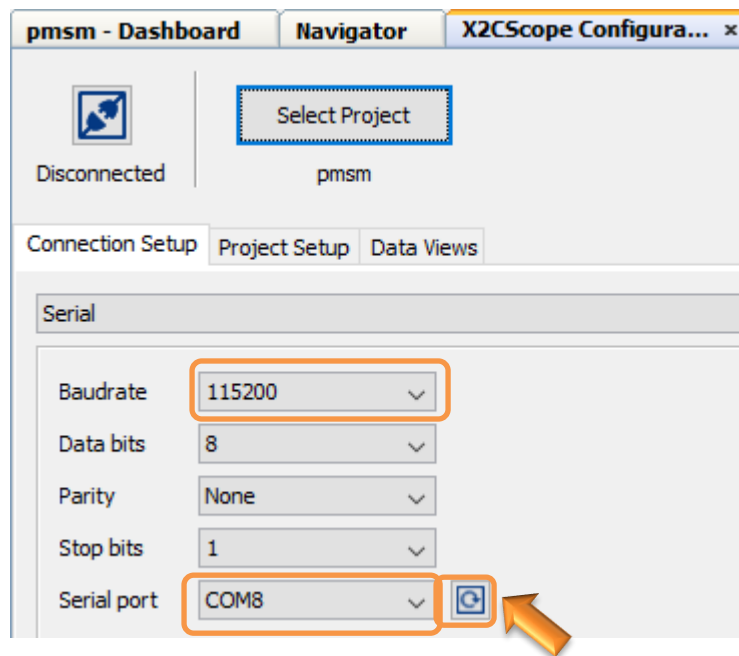 pmsm - Dashboard Navigator X2CScope Configura... ×
Select Project
Disconnected pmsm
Connection Setup Project Setup Data Views
Serial
Baudrate 115200
Data bits 8
Parity None
Stop bits 1
Serial port COM8